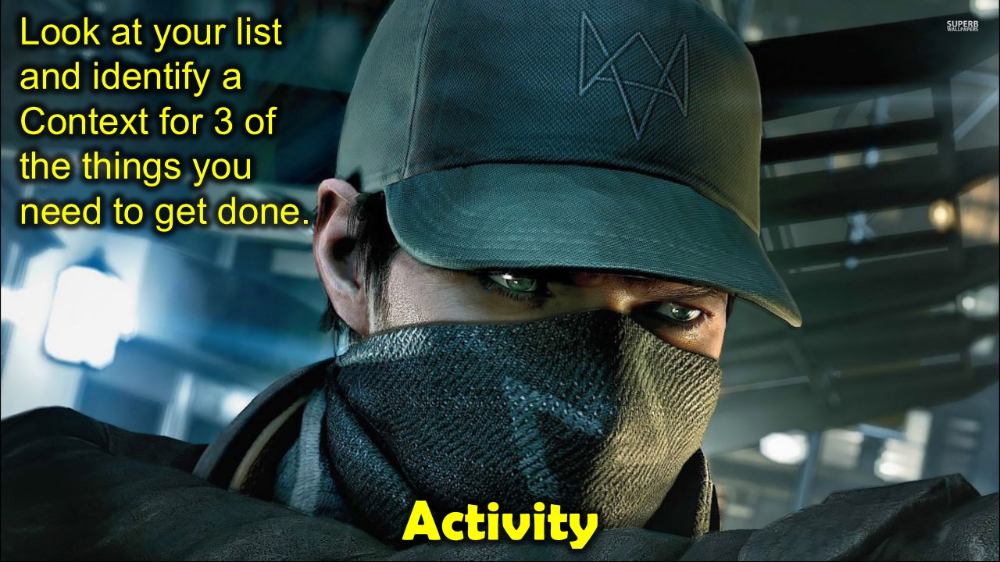 Look at your list
and identify a
Context for 3 of
the things you
need to get done.
SUPERB
WALLPAPERS
Activity